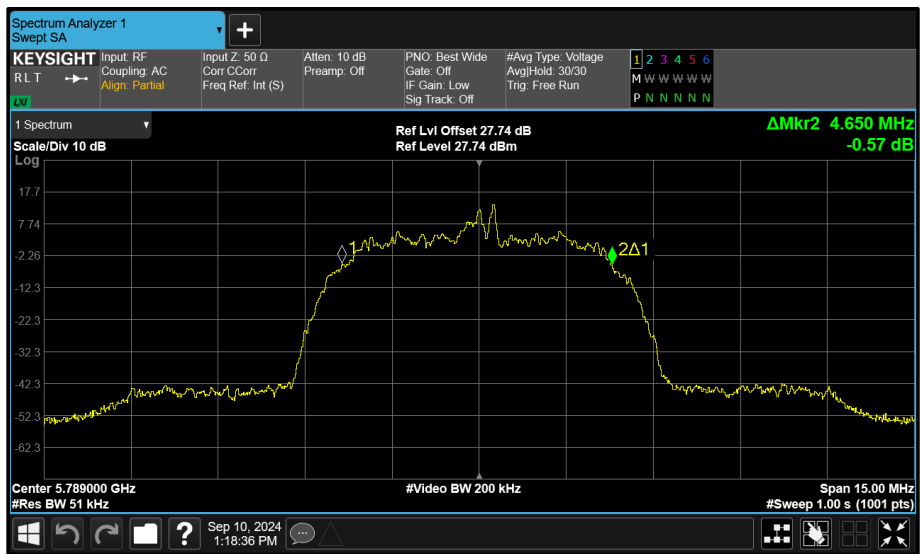 Spectrum Analyzer 1
Swept SA
KEYSIGHT
R L T
LXI
Input: RF
Coupling: AC
Align: Partial
Input Z: 50 Ω
Corr CCorr
Freq Ref: Int (S)
Atten: 10 dB
Preamp: Off
PNO: Best Wide
Gate: Off
IF Gain: Low
Sig Track: Off
#Avg Type: Voltage
Avg|Hold: 30/30
Trig: Free Run
1 2 3 4 5 6
M W W W W W
P N N N N N
1 Spectrum
Scale/Div 10 dB
Ref Lvl Offset 27.74 dB
Ref Level 27.74 dBm
ΔMkr2 4.650 MHz
-0.57 dB
Log
17.7
7.74
-2.26
-12.3
-22.3
-32.3
-42.3
-52.3
-62.3
1
2Δ1
Center 5.789000 GHz
#Res BW 51 kHz
#Video BW 200 kHz
Span 15.00 MHz
#Sweep 1.00 s (1001 pts)
?
Sep 10, 2024
1:18:36 PM